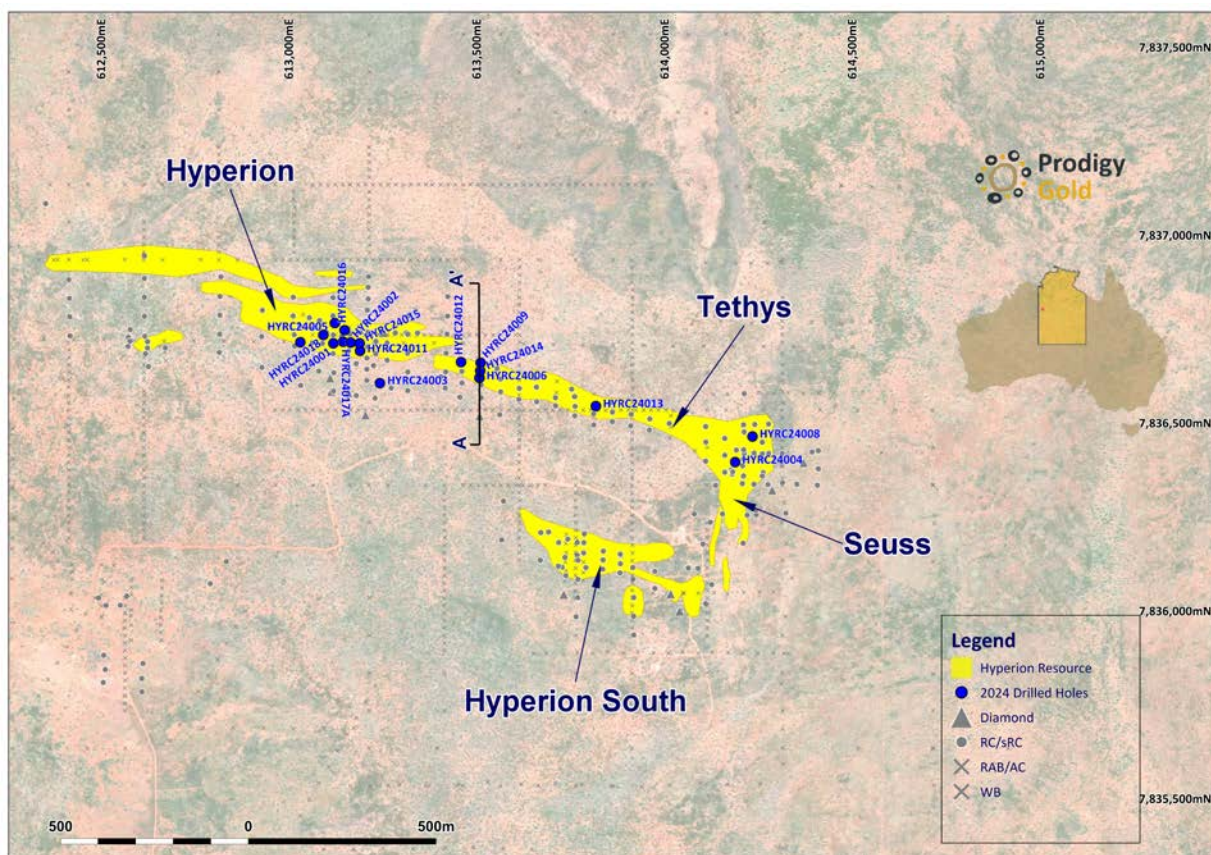 612,500mE
613,000mE
613,500mE
614,000mE
614,500mE
615,000mE
7,837,500mN
Prodigy
Gold
Hyperion
7,837,000mN
A'
HYRC24016
HYRC24002
HYRC24012
HYRC24009
Tethys
HYRC24005
HYRC24015
HYRC24014
HYRC24018
HYRC24011
HYRC24001
HYRC24006
HYRC24003
HYRC24017A
HYRC24013
A
7,836,500mN
HYRC24008
HYRC24004
Seuss
7,836,000mN
Legend
Hyperion Resource
Hyperion South
2024 Drilled Holes
Diamond
RC/sRC
RAB/AC
WB
7,835,500mN
500 0 500m